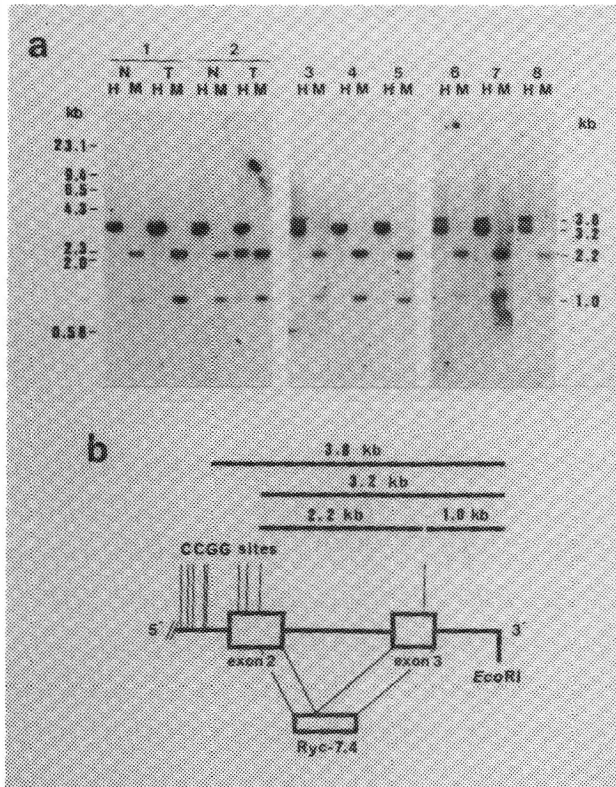 a
1 2
N T N T 3 4 5 6 7 8
H M H M H M H M H M H M H M H M H M H M
kb kb
23.1
9.4
6.5
4.3
3.8
3.2
2.3
2.2
2.0
1.0
0.56
b
3.8 kb
3.2 kb
2.2 kb 1.0 kb
CCGG sites
5´ 3´
exon 2 exon 3
EcoRI
Ryc-7.4